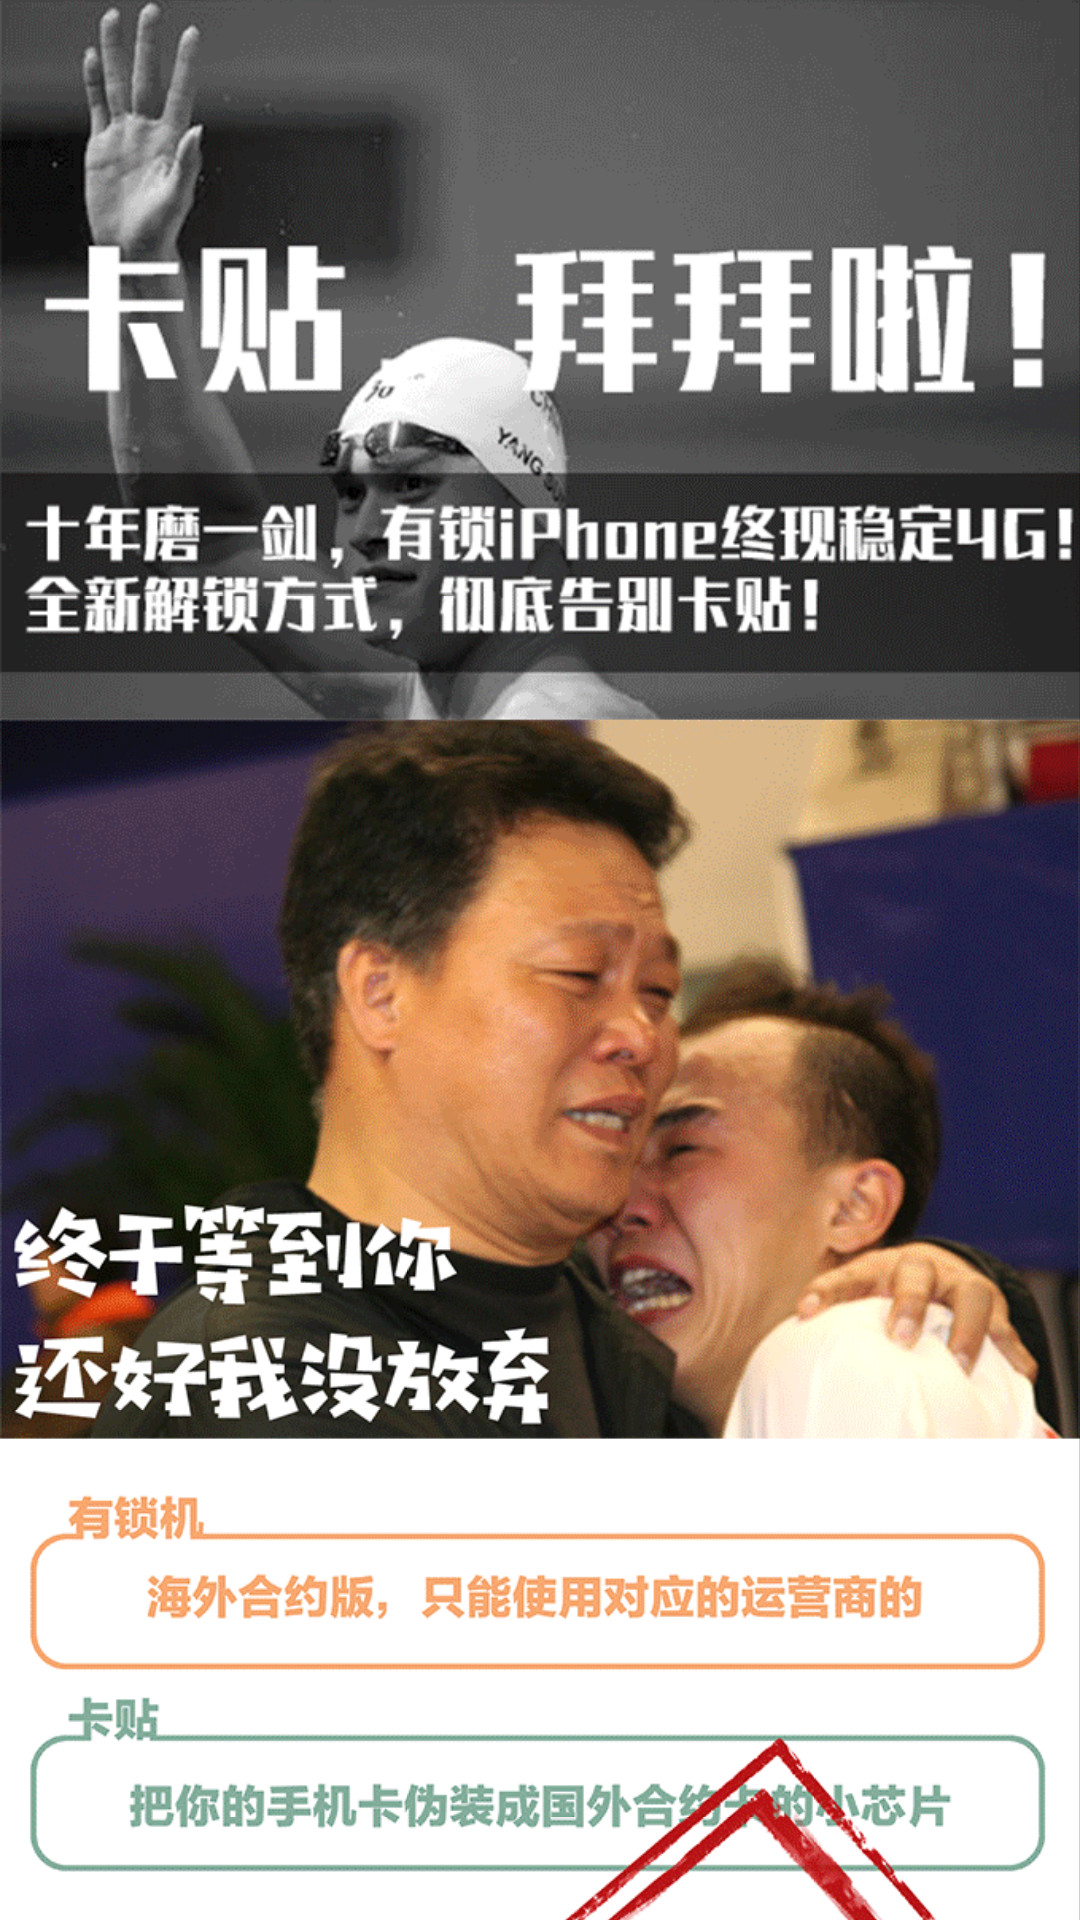 卡贴 拜拜啦！
YANG
十年磨一剑，有锁iPhone终现稳定4G！
全新解锁方式，彻底告别卡贴！
终于等到你
还好我没放弃
有锁机
海外合约版，只能使用对应的运营商的
卡贴
把你的手机卡伪装成国外合约卡的小芯片